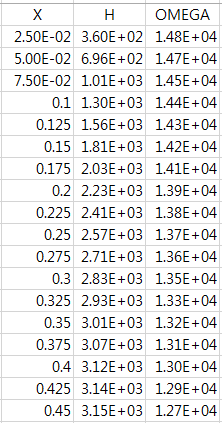 X H OMEGA
2.50E-02 3.60E+02 1.48E+04
5.00E-02 6.96E+02 1.47E+04
7.50E-02 1.01E+03 1.45E+04
0.1 1.30E+03 1.44E+04
0.125 1.56E+03 1.43E+04
0.15 1.81E+03 1.42E+04
0.175 2.03E+03 1.41E+04
0.2 2.23E+03 1.39E+04
0.225 2.41E+03 1.38E+04
0.25 2.57E+03 1.37E+04
0.275 2.71E+03 1.36E+04
0.3 2.83E+03 1.35E+04
0.325 2.93E+03 1.33E+04
0.35 3.01E+03 1.32E+04
0.375 3.07E+03 1.31E+04
0.4 3.12E+03 1.30E+04
0.425 3.14E+03 1.29E+04
0.45 3.15E+03 1.27E+04